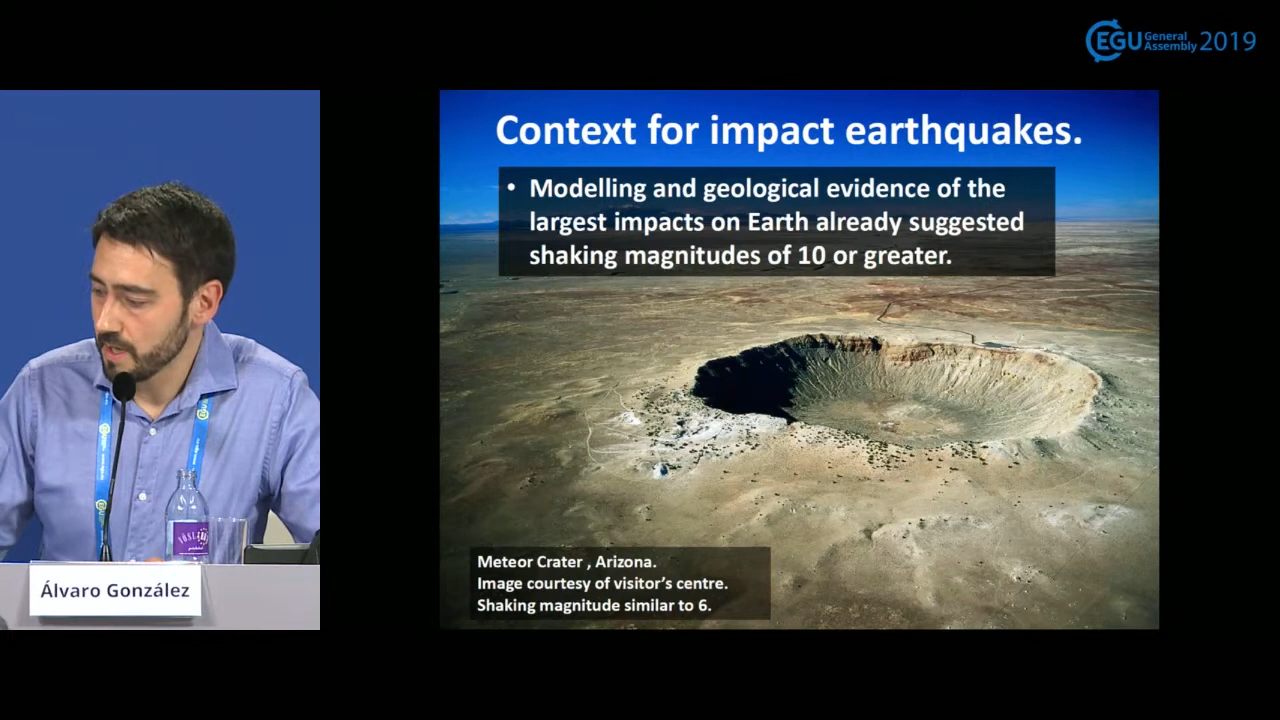 EGU General Assembly 2019
Context for impact earthquakes.
• Modelling and geological evidence of the
largest impacts on Earth already suggested
shaking magnitudes of 10 or greater.
Meteor Crater , Arizona.
Image courtesy of visitor's centre.
Shaking magnitude similar to 6.
Álvaro González